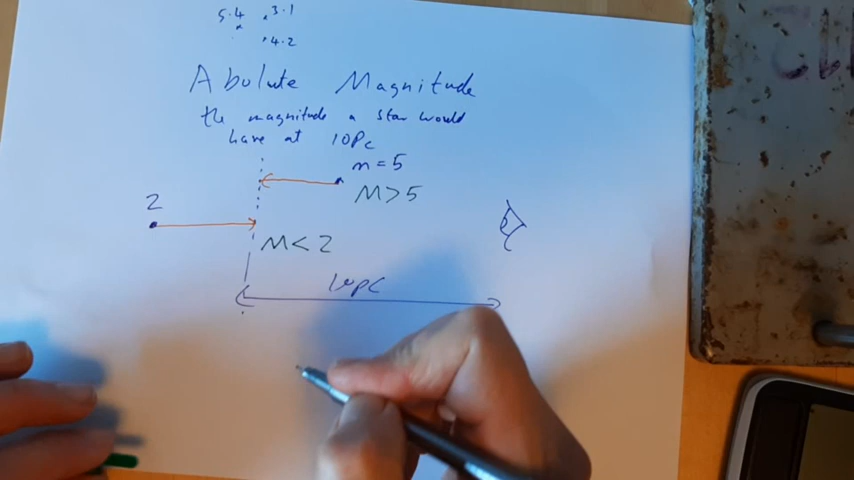 5.4 3.1
4.2
Abolute Magnitude
the magnitude a star would
have at 10Pc
m=5
M>5
2
M<2
10pc